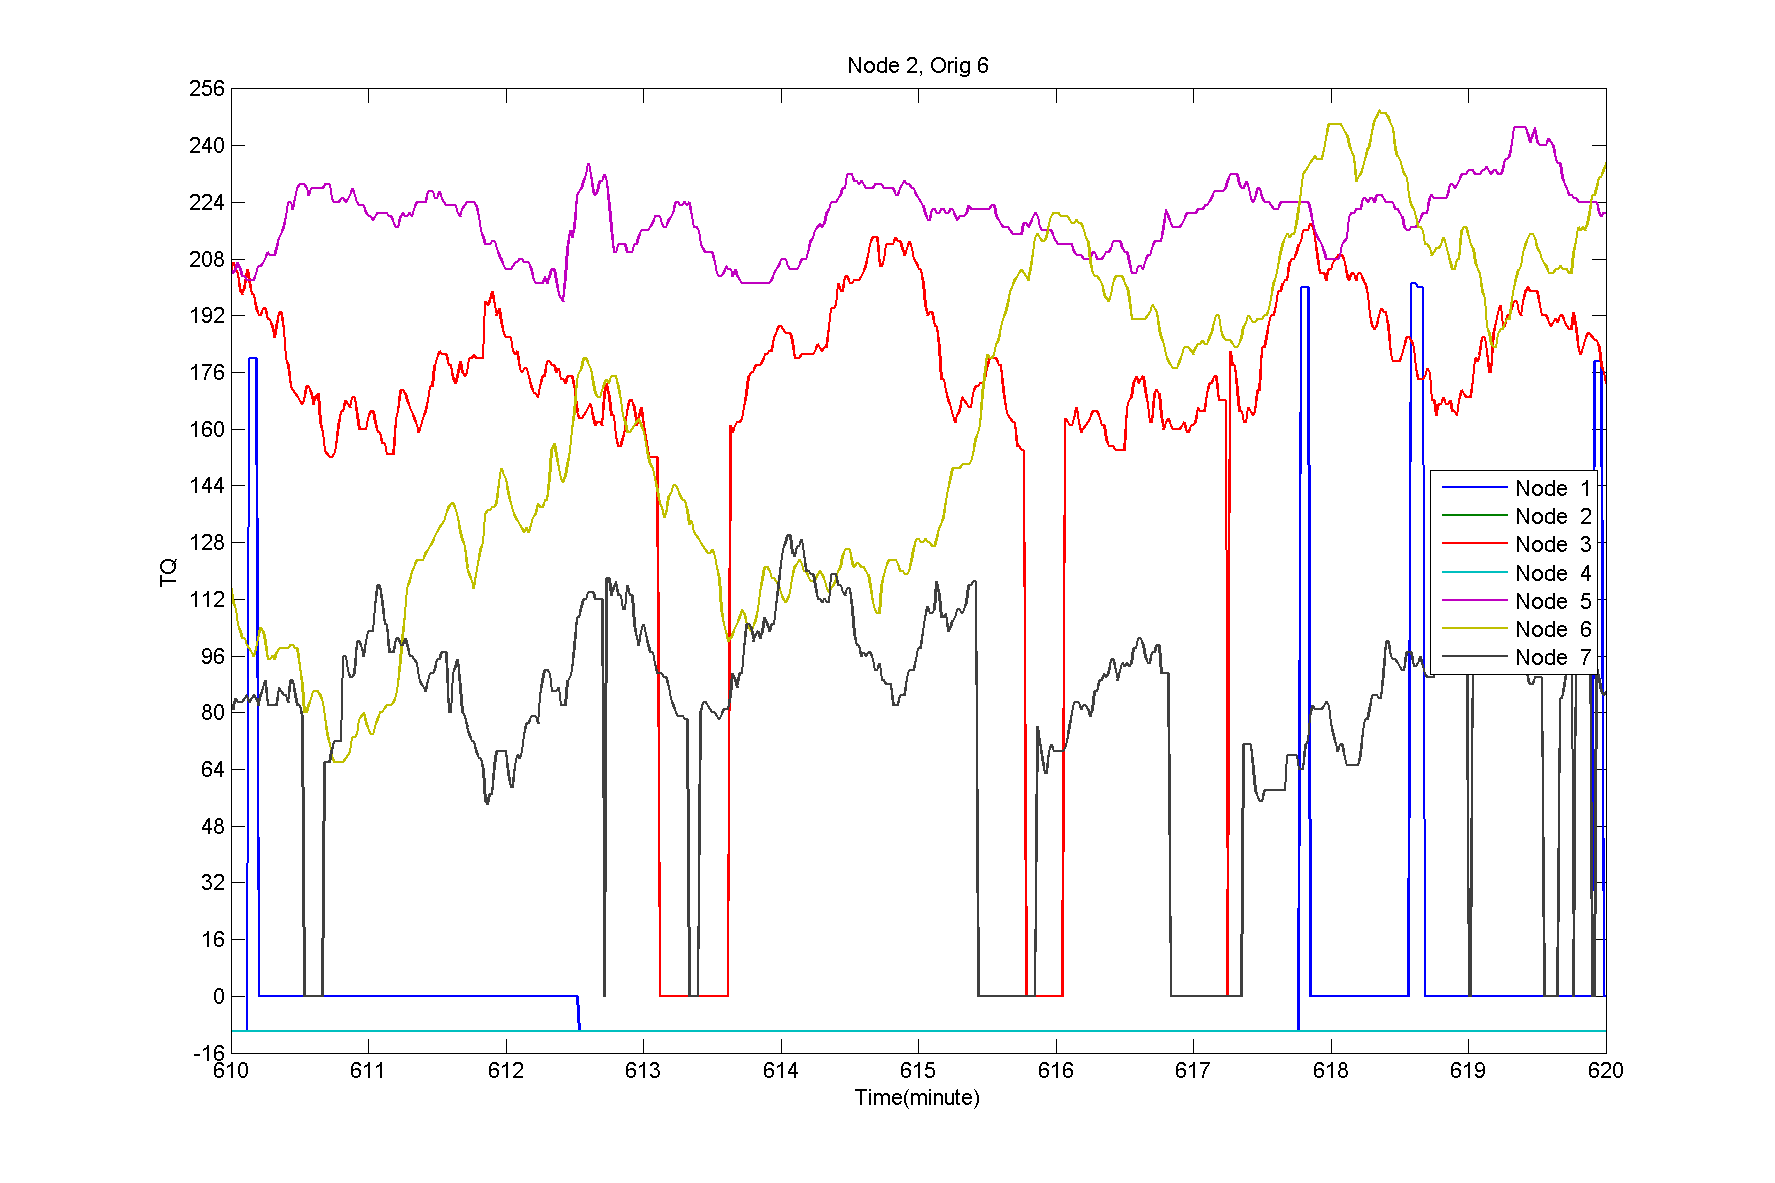 Node 2, Orig 6
256
240
224
208
192
176
160
144
128
112
96
80
64
48
32
16
0
-16
TQ
Node 1
Node 2
Node 3
Node 4
Node 5
Node 6
Node 7
610 611 612 613 614 615 616 617 618 619 620
Time(minute)